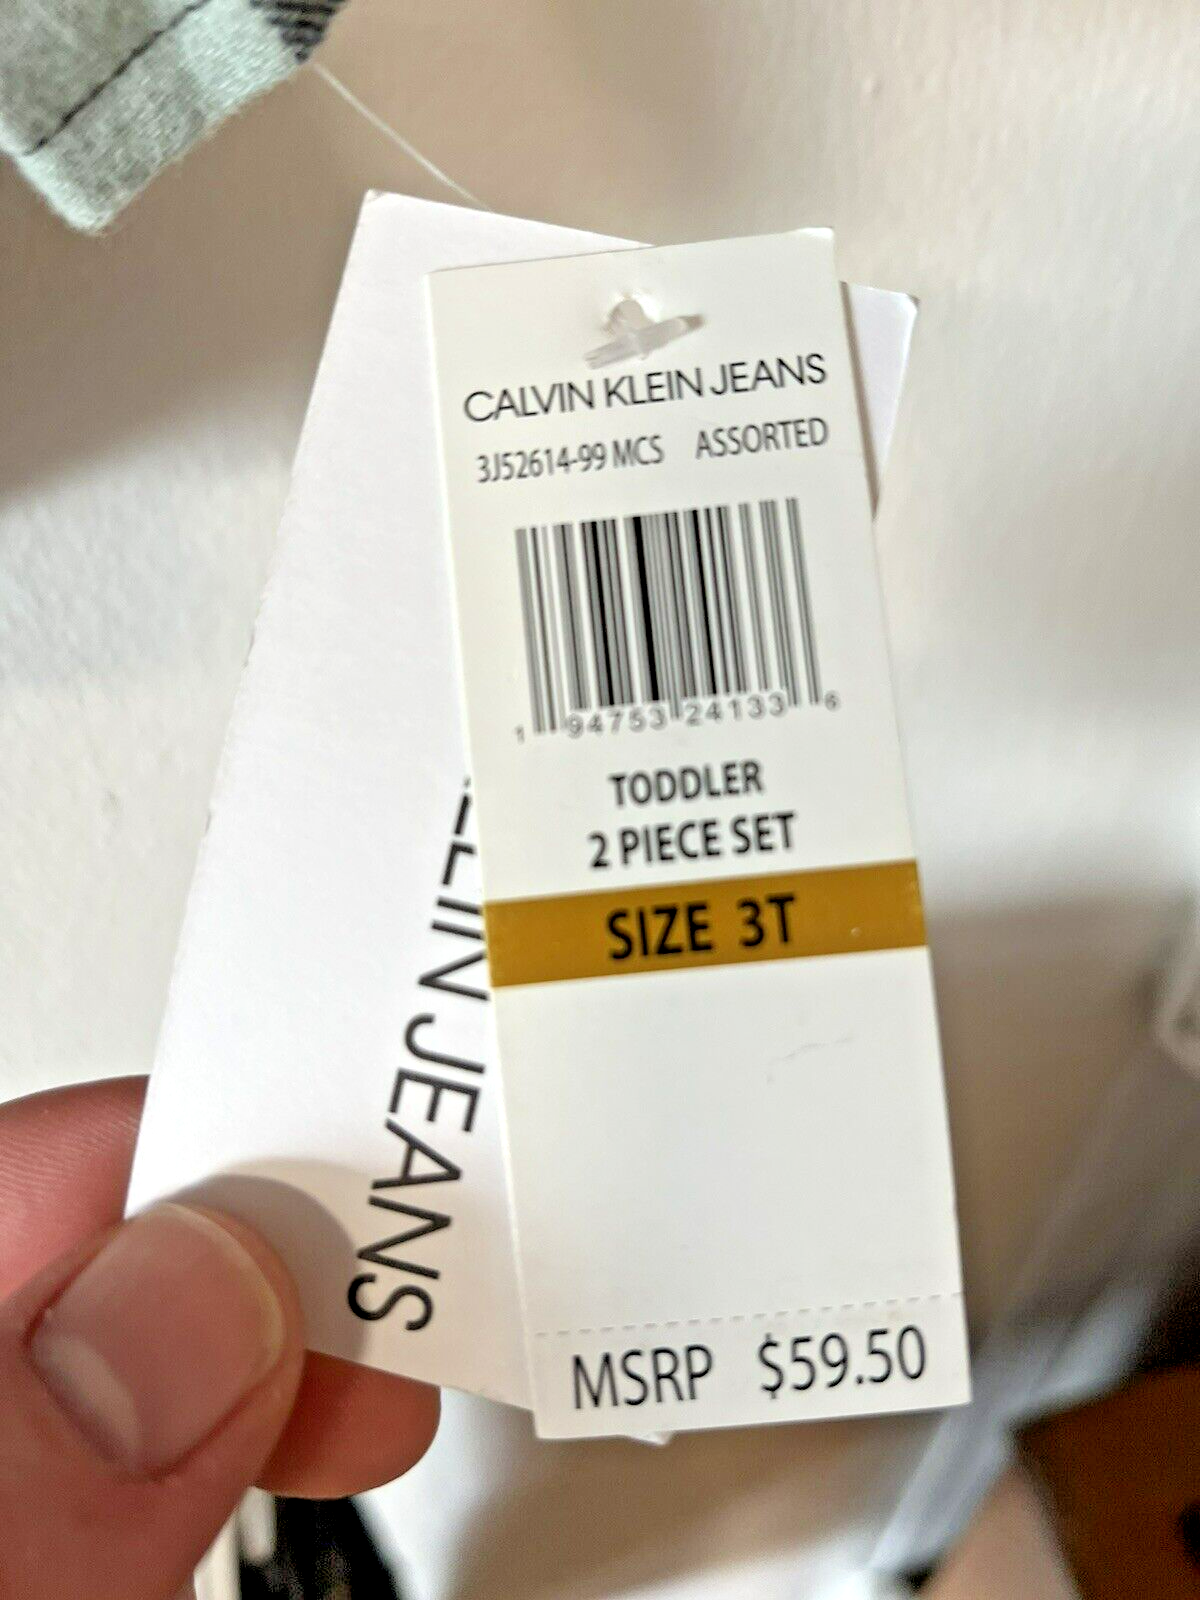 CALVIN KLEIN JEANS
3J52614-99 MCS ASSORTED
1 94753 24133 6
TODDLER
2 PIECE SET
SIZE 3T
MSRP $59.50
JEANS